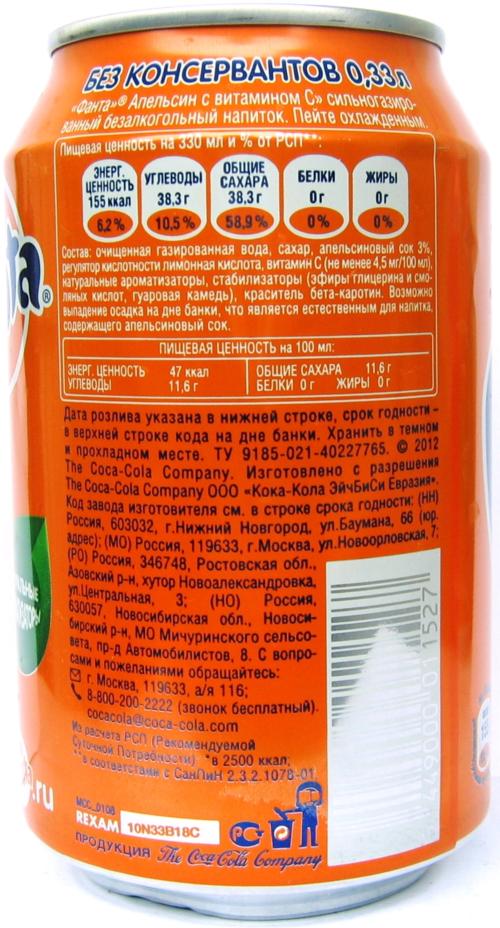 БЕЗ КОНСЕРВАНТОВ 0,33л
«Фанта»® Апельсин с витамином С» сильногазиро-
ванный безалкогольный напиток. Пейте охлажденным.
Пищевая ценность на 330 мл и % от РСП*
ЭНЕРГ. ЦЕННОСТЬ 155 ккал 6,2%
УГЛЕВОДЫ 38,3 г 10,5%
ОБЩИЕ САХАРА 38,3 г 58,9%
БЕЛКИ 0 г 0%
ЖИРЫ 0 г 0%
Состав: очищенная газированная вода, сахар, апельсиновый сок 3%,
регулятор кислотности лимонная кислота, витамин С (не менее 4,5 мг/100 мл),
натуральные ароматизаторы, стабилизаторы (эфиры глицерина и смо-
ляных кислот, гуаровая камедь), краситель бета-каротин. Возможно
выпадение осадка на дне банки, что является естественным для напитка,
содержащего апельсиновый сок.
ПИЩЕВАЯ ЦЕННОСТЬ на 100 мл:
ЭНЕРГ. ЦЕННОСТЬ 47 ккал ОБЩИЕ САХАРА 11,6 г
УГЛЕВОДЫ 11,6 г БЕЛКИ 0 г ЖИРЫ 0 г
Дата розлива указана в нижней строке, срок годности –
в верхней строке кода на дне банки. Хранить в темном
и прохладном месте. ТУ 9185-021-40227765. © 2012
The Coca-Cola Company. Изготовлено с разрешения
The Coca-Cola Company ООО «Кока-Кола ЭйчБиСи Евразия».
Код завода изготовителя см. в строке срока годности: (НН)
Россия, 603032, г.Нижний Новгород, ул.Баумана, 66 (юр.
адрес); (МО) Россия, 119633, г.Москва, ул.Новоорловская, 7;
(РО) Россия, 346748, Ростовская обл.,
Азовский р-н, хутор Новоалександровка,
ул.Центральная, 3; (НО) Россия,
630057, Новосибирская обл., Новоси-
бирский р-н, МО Мичуринского сельсо-
вета, пр-д Автомобилистов, 8. С вопро-
сами и пожеланиями обращайтесь:
г. Москва, 119633, а/я 116;
8-800-200-2222 (звонок бесплатный).
cocacola@coca-cola.com
Из расчета РСП (Рекомендуемой
Суточной Потребности) *в 2500 ккал;
**в соответствии с СанПиН 2.3.2.1078-01.
.ru
МСС_0108
REXAM 10N33B18C
РСТ
ПРОДУКЦИЯ The Coca-Cola Company